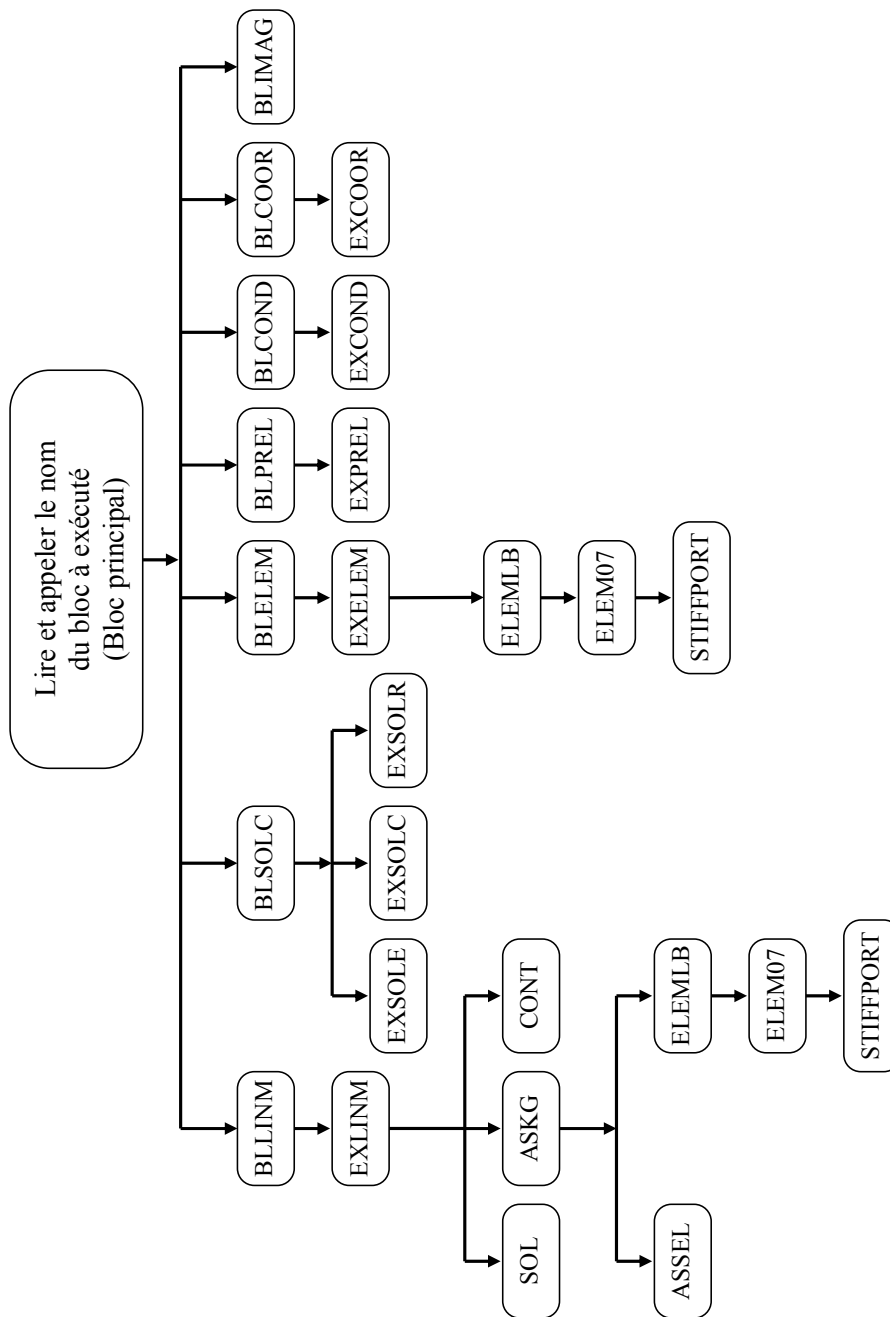 Lire et appeler le nom
du bloc à exécuté
(Bloc principal)
BLIMAG
BLCOOR
EXCOOR
BLCOND
EXCOND
BLPREL
EXPREL
BLELEM
EXELEM
ELEMLB
ELEM07
STIFFPORT
BLSOLC
EXSOLR
EXSOLC
EXSOLE
BLLINM
EXLINM
CONT
ASKG
SOL
ELEMLB
ELEM07
STIFFPORT
ASSEL